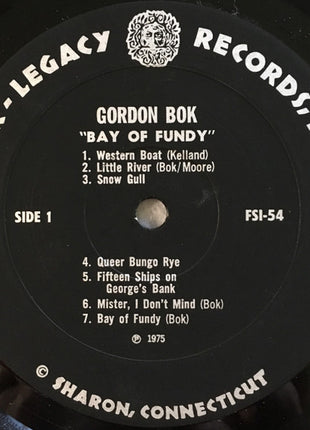 - LEGACY RECORDS,
GORDON BOK
"BAY OF FUNDY"
1. Western Boat (Kelland)
2. Little River (Bok/Moore)
3. Snow Gull
SIDE 1
FSI-54
4. Queer Bungo Rye
5. Fifteen Ships on
George's Bank
6. Mister, I Don't Mind (Bok)
7. Bay of Fundy (Bok)
℗ 1975
© SHARON, CONNECTICUT